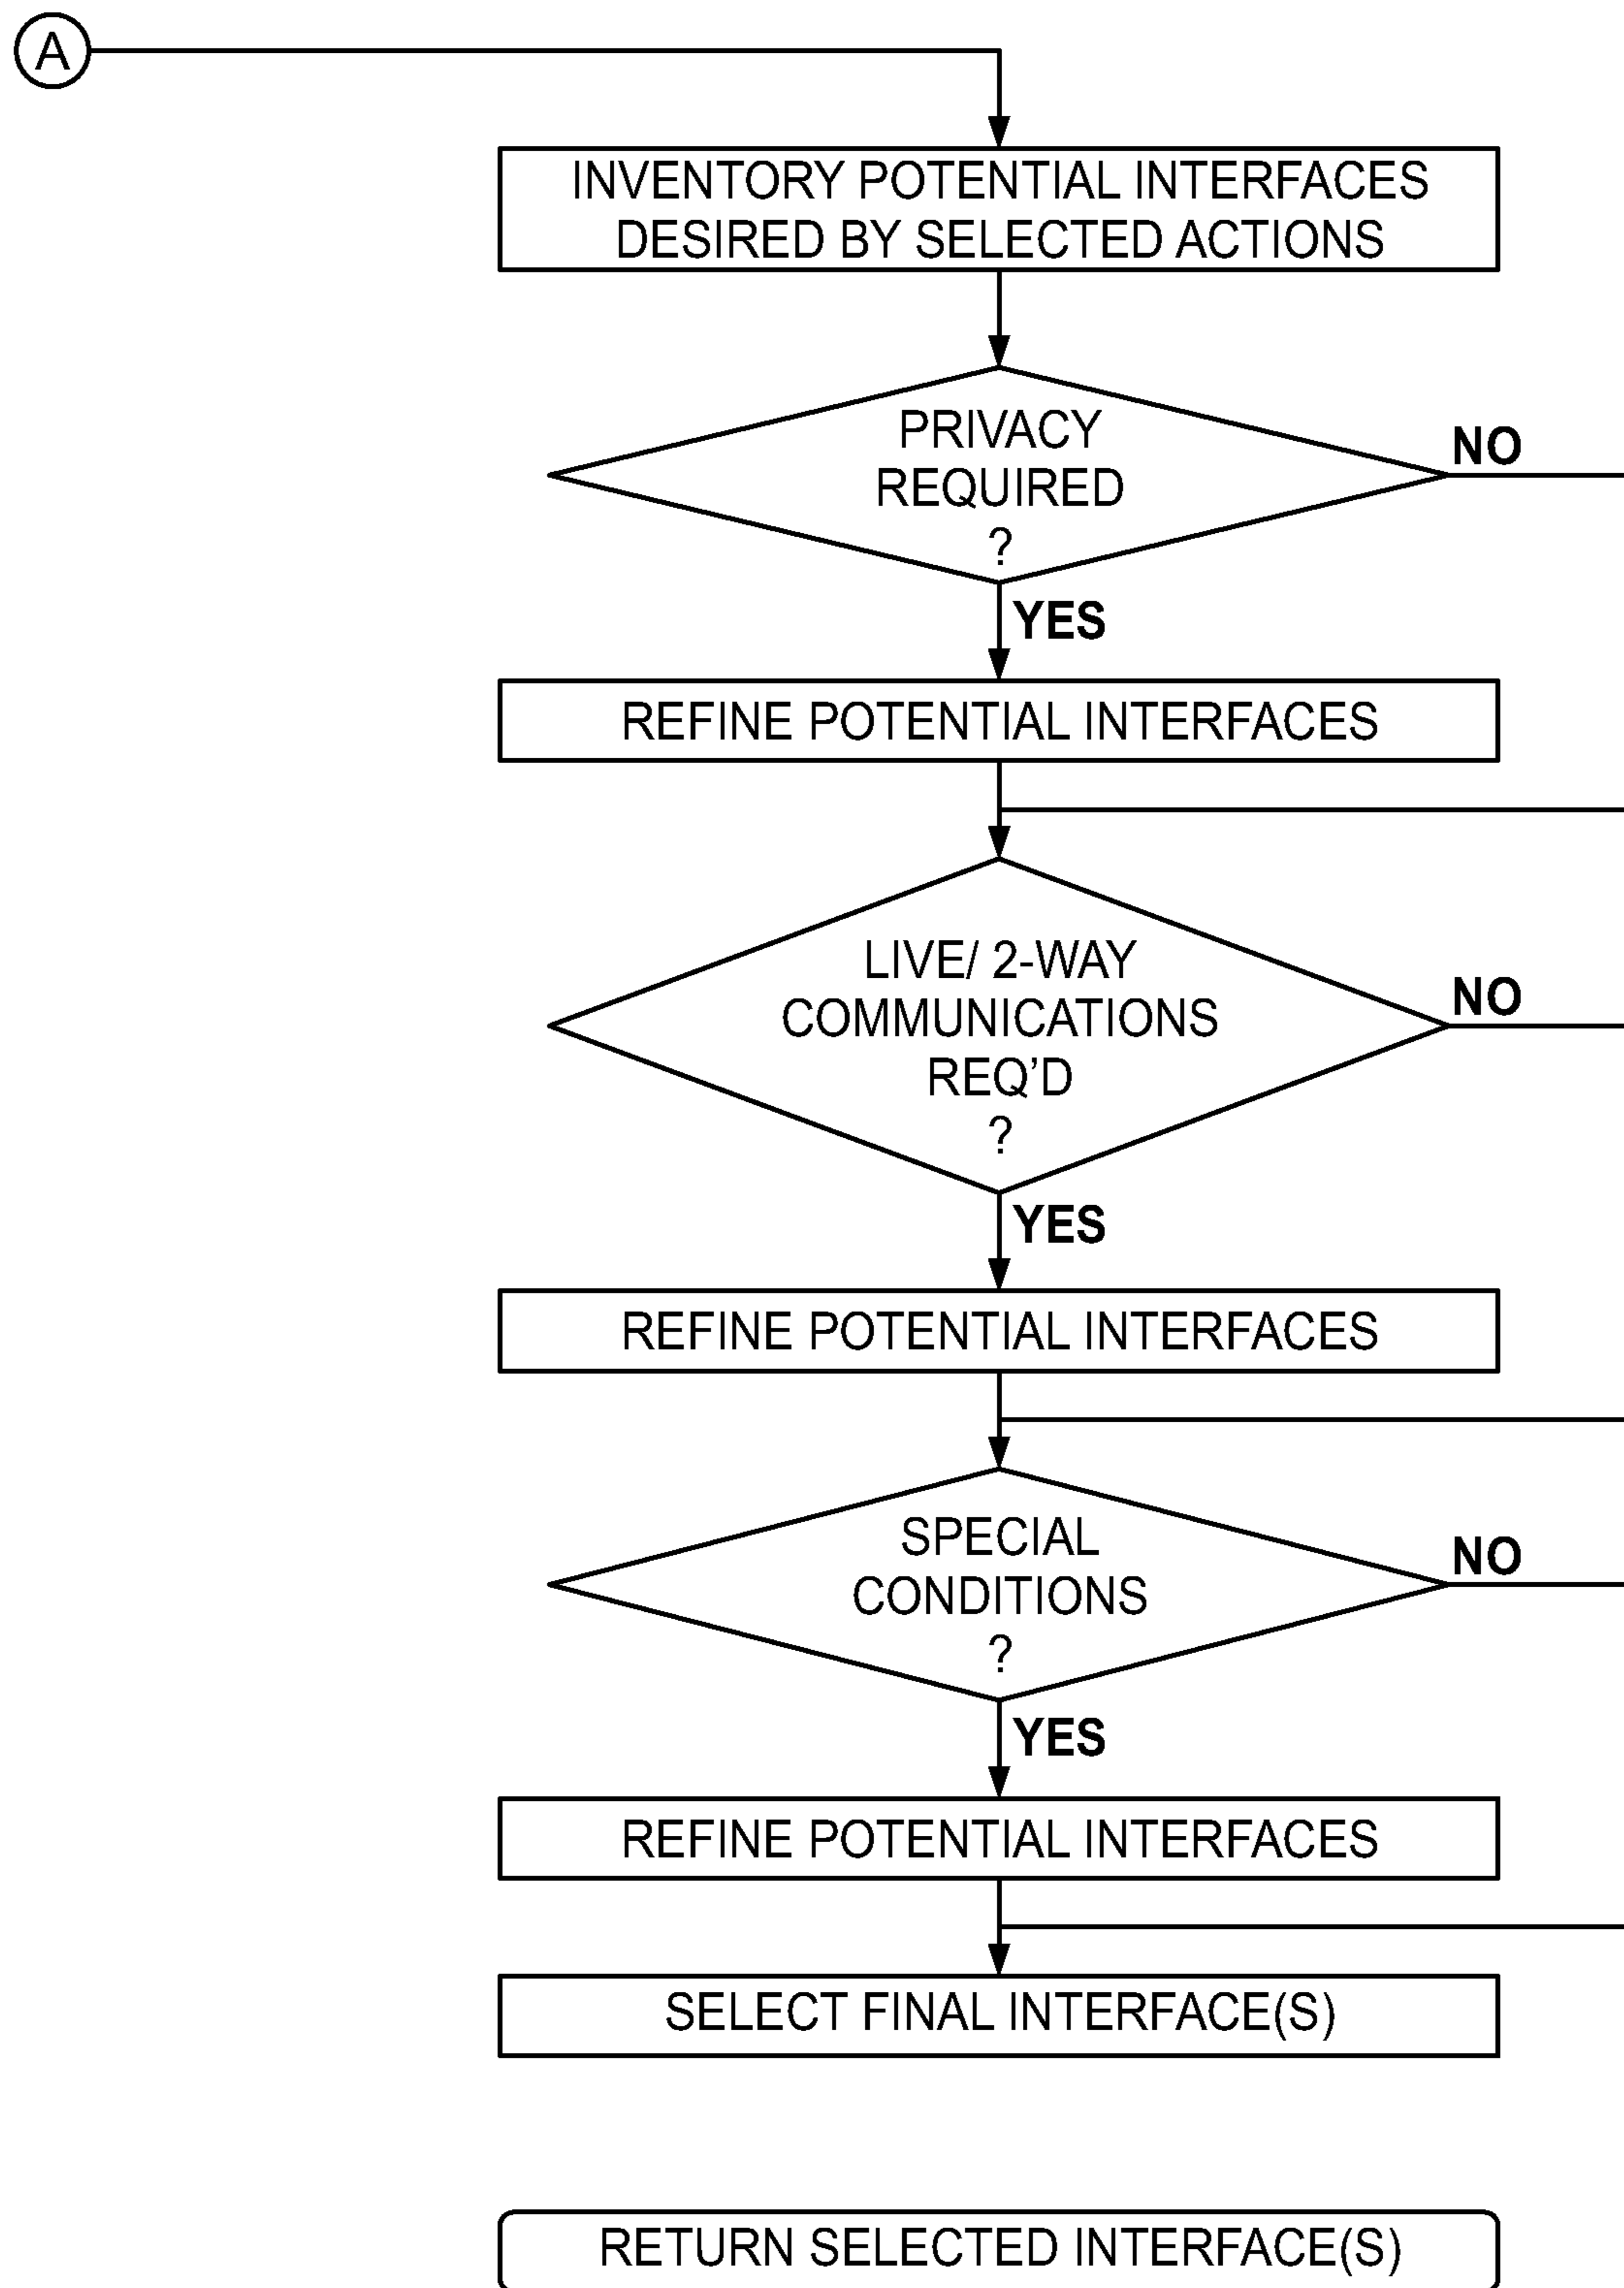 A
INVENTORY POTENTIAL INTERFACES
DESIRED BY SELECTED ACTIONS
PRIVACY
REQUIRED
?
NO
YES
REFINE POTENTIAL INTERFACES
LIVE/ 2-WAY
COMMUNICATIONS
REQ’D
?
NO
YES
REFINE POTENTIAL INTERFACES
SPECIAL
CONDITIONS
?
NO
YES
REFINE POTENTIAL INTERFACES
SELECT FINAL INTERFACE(S)
RETURN SELECTED INTERFACE(S)